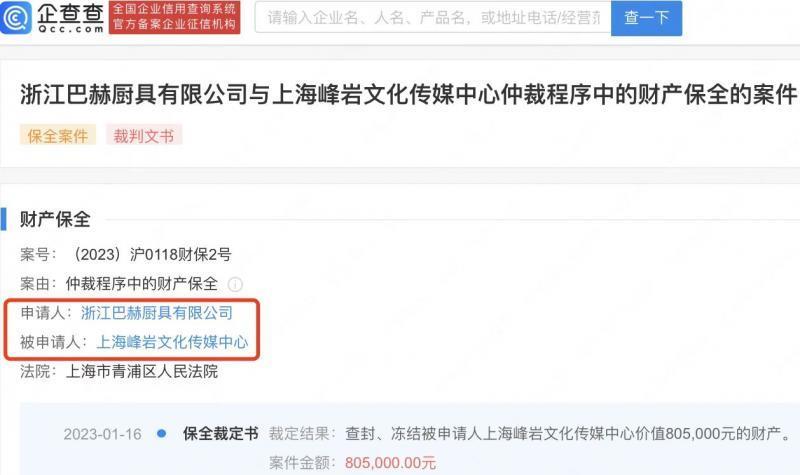 企查查
Qcc.com
全国企业信用查询系统
官方备案企业征信机构
请输入企业名、人名、产品名，或地址电话/经营范
查一下
浙江巴赫厨具有限公司与上海峰岩文化传媒中心仲裁程序中的财产保全的案件
保全案件 裁判文书
财产保全
案号：（2023）沪0118财保2号
案由：仲裁程序中的财产保全
申请人：浙江巴赫厨具有限公司
被申请人：上海峰岩文化传媒中心
法院：上海市青浦区人民法院
2023-01-16 保全裁定书 裁定结果：查封、冻结被申请人上海峰岩文化传媒中心价值805,000元的财产。
案件金额：805,000.00元